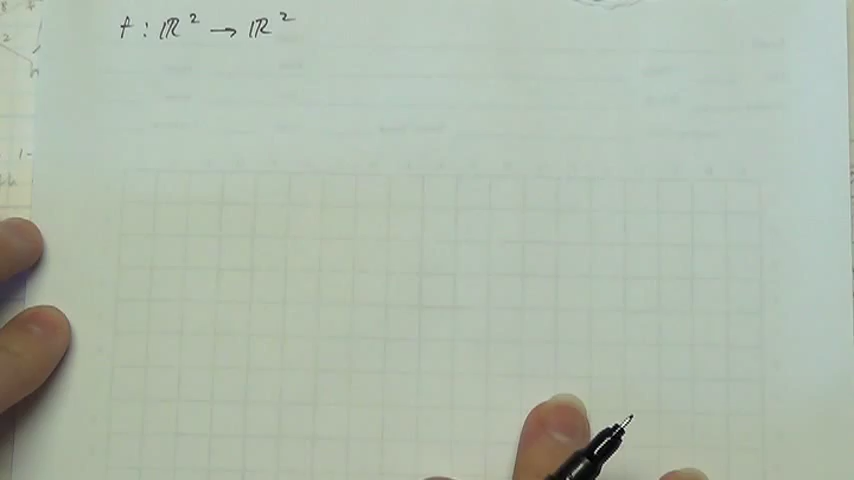 f : ℝ² → ℝ²